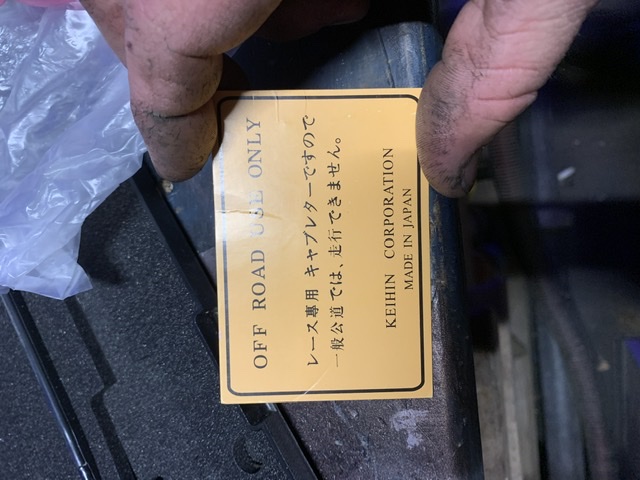 OFF ROAD USE ONLY
レース専用 キャブレターですので
一般公道では、走行できません。
KEIHIN CORPORATION
MADE IN JAPAN